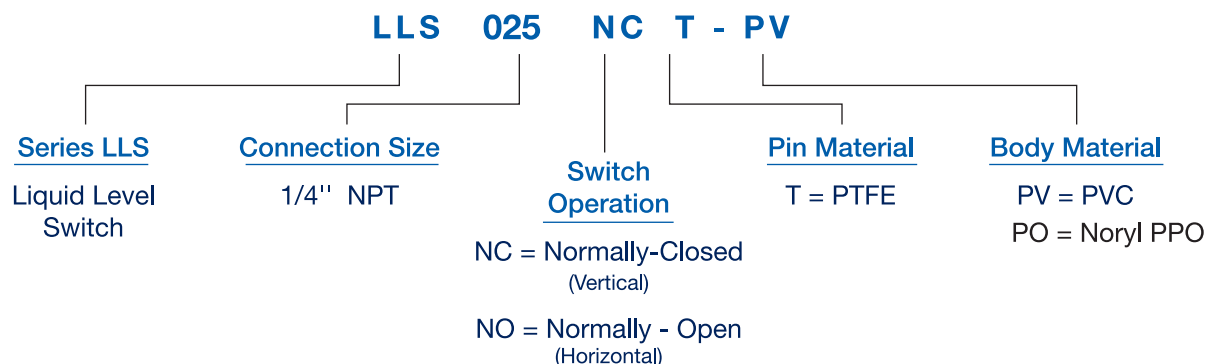 LLS 025 NC T - PV
Series LLS
Liquid Level
Switch
Connection Size
1/4'' NPT
Switch
Operation
NC = Normally-Closed
(Vertical)
NO = Normally - Open
(Horizontal)
Pin Material
T = PTFE
Body Material
PV = PVC
PO = Noryl PPO